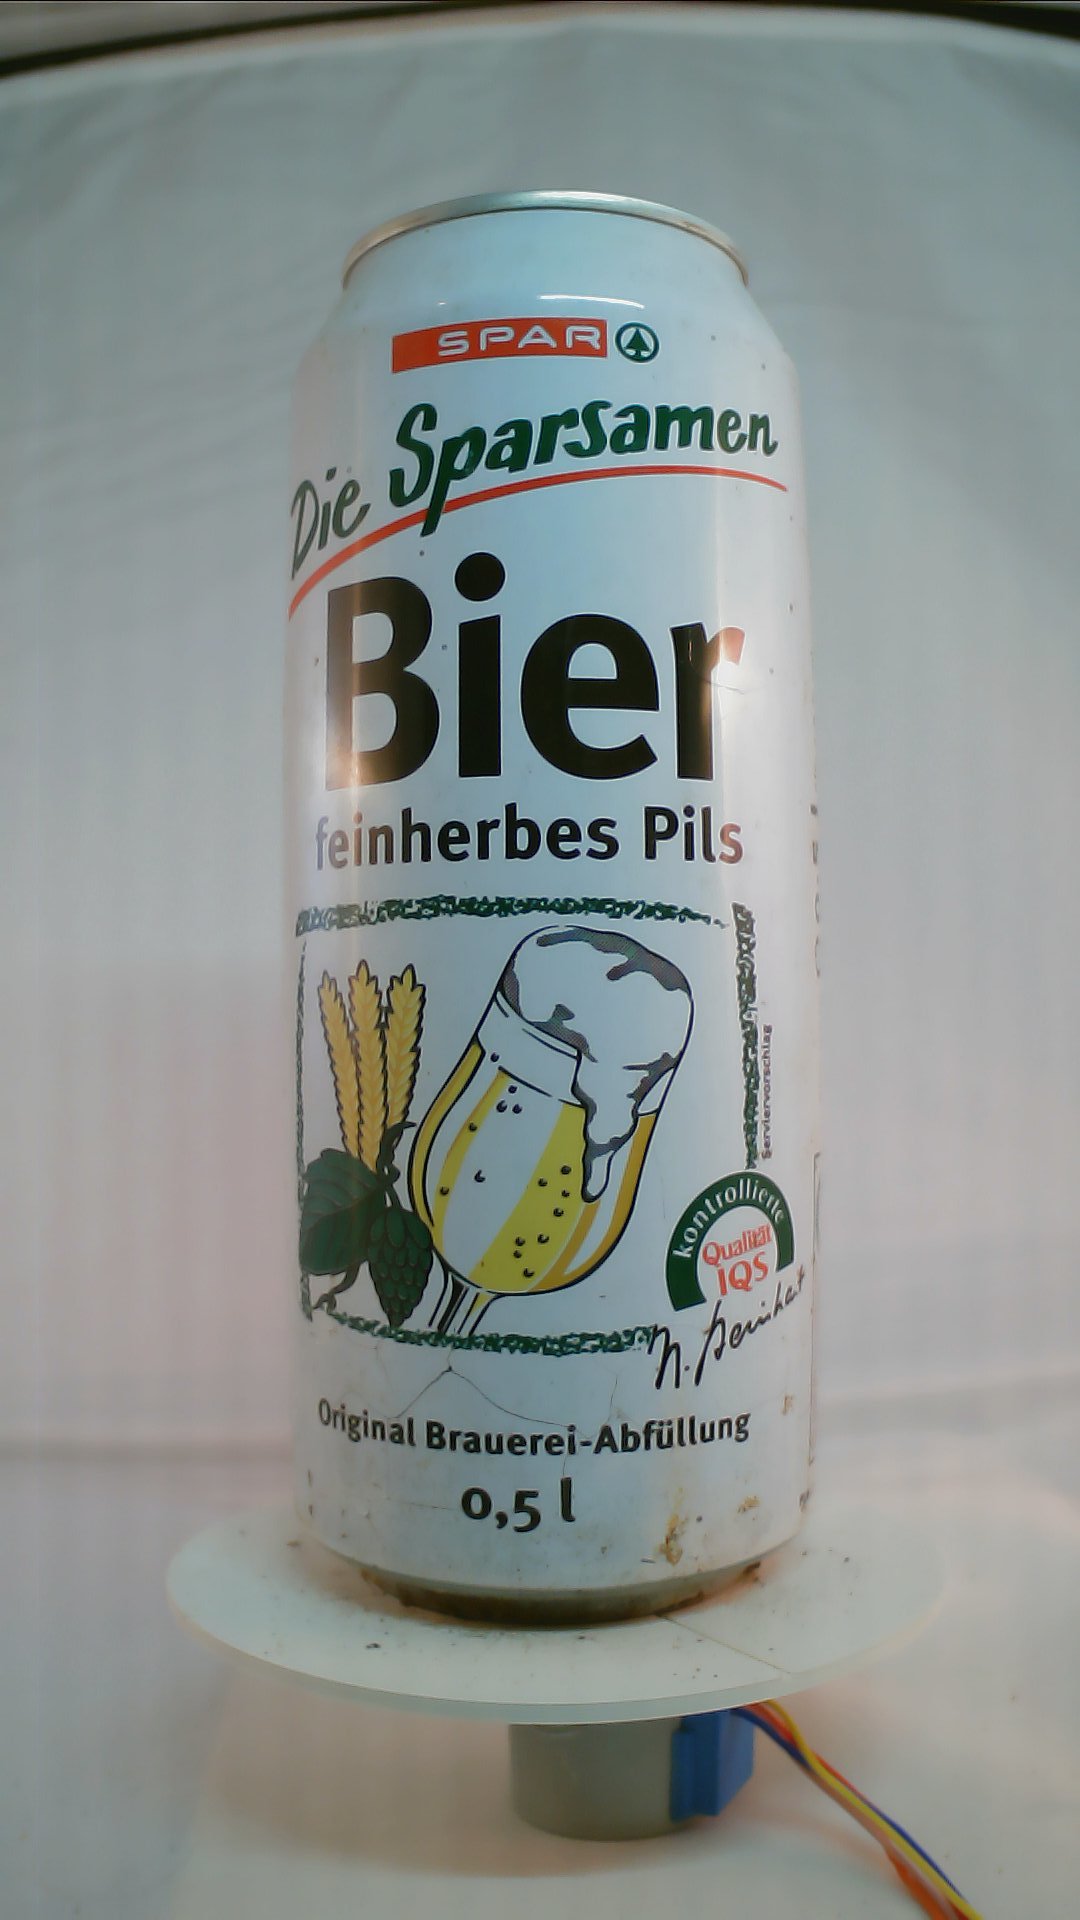 SPAR
Die Sparsamen
Bier
feinherbes Pils
Serviervorschlag
kontrollierte
Qualität
IQS
Original Brauerei-Abfüllung
0,5 l